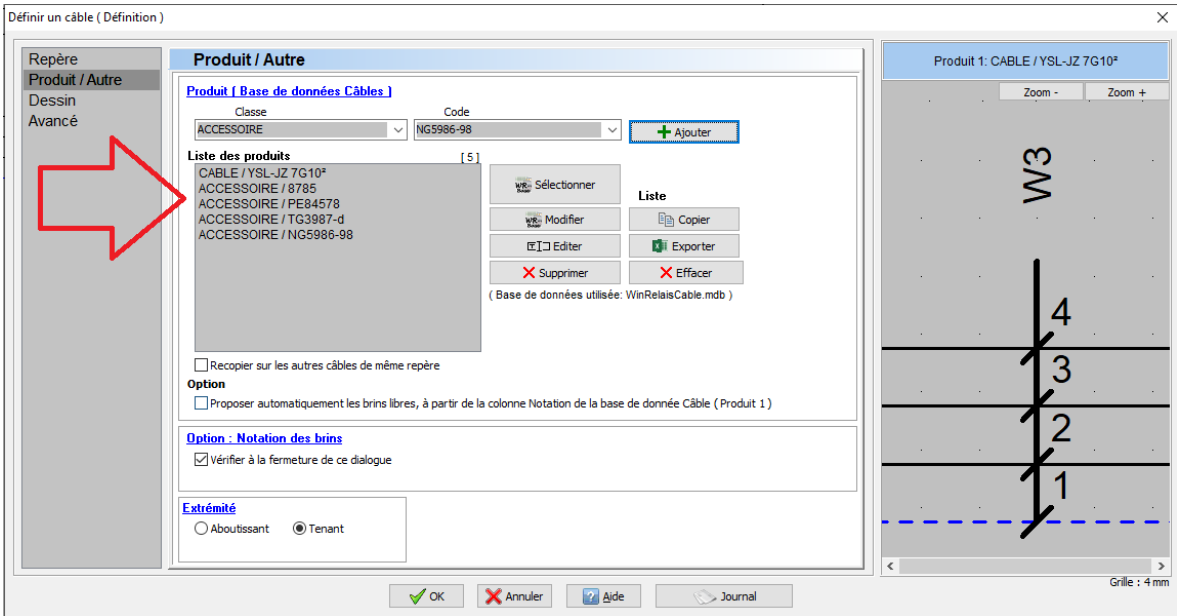 Définir un câble ( Définition )
Repère
Produit / Autre
Dessin
Avancé
Produit / Autre
Produit ( Base de données Câbles )
Classe
Code
ACCESSOIRE
NG5986-98
Ajouter
Liste des produits
[ 5 ]
CABLE / YSL-JZ 7G10²
ACCESSOIRE / 8785
ACCESSOIRE / PE84578
ACCESSOIRE / TG3987-d
ACCESSOIRE / NG5986-98
Sélectionner
Modifier
Editer
Supprimer
Liste
Copier
Exporter
Effacer
( Base de données utilisée: WinRelaisCable.mdb )
Recopier sur les autres câbles de même repère
Option
Proposer automatiquement les brins libres, à partir de la colonne Notation de la base de donnée Câble ( Produit 1 )
Option : Notation des brins
Vérifier à la fermeture de ce dialogue
Extrémité
Aboutissant
Tenant
Produit 1: CABLE / YSL-JZ 7G10²
Zoom -
Zoom +
W3
4
3
2
1
Grille : 4 mm
OK
Annuler
Aide
Journal